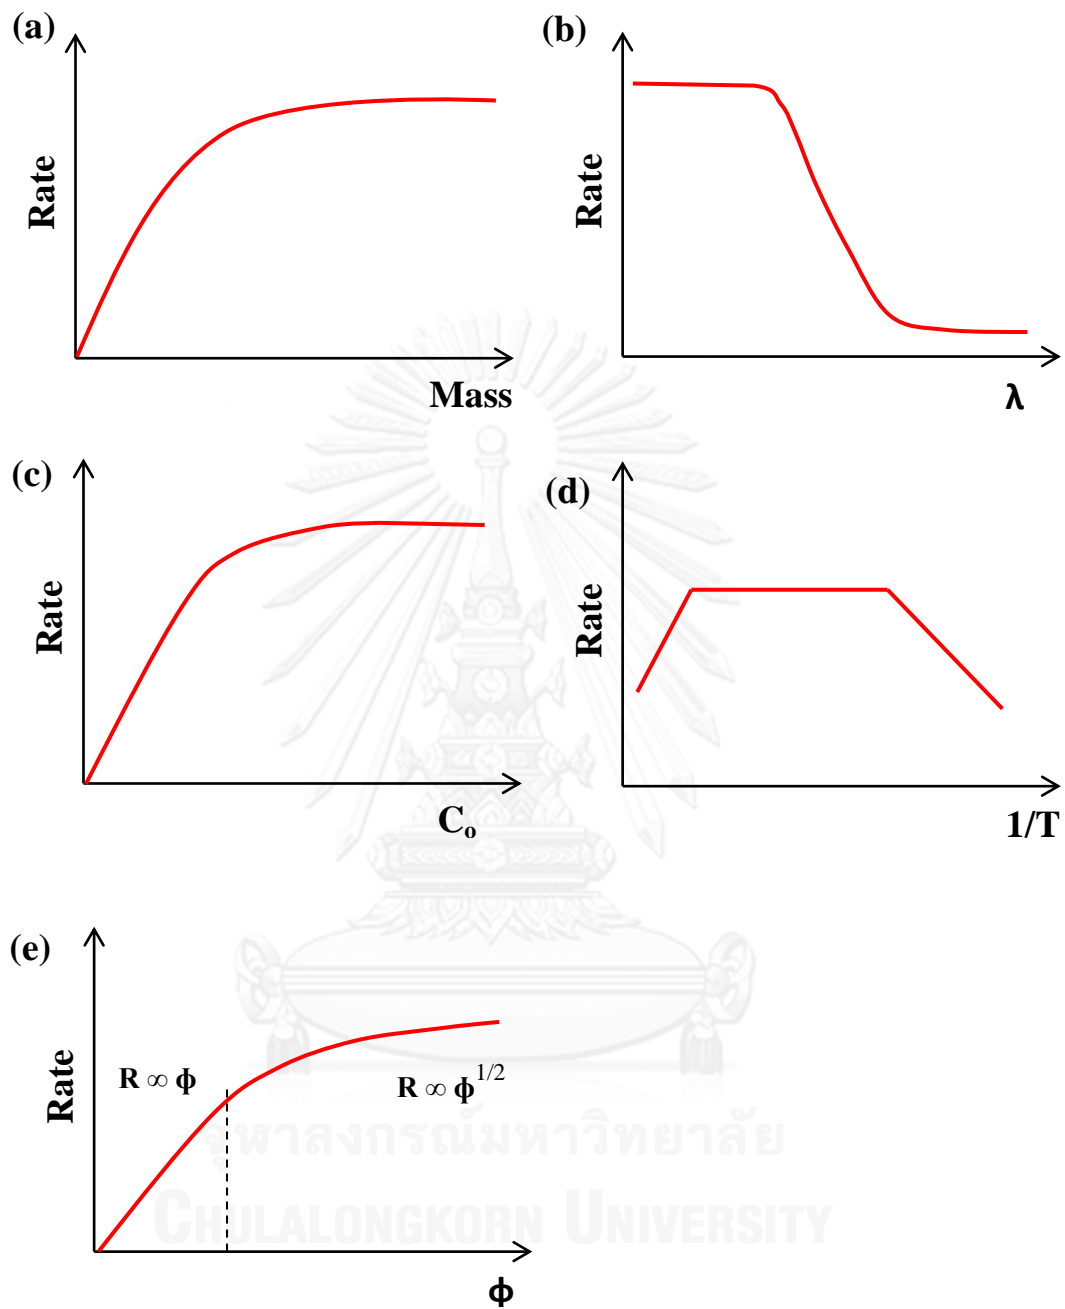 (a)
Rate
Mass
(b)
Rate
λ
(c)
Rate
C₀
(d)
Rate
1/T
(e)
Rate
R ∞ ϕ
R ∞ ϕ^1/2
ϕ
จุฬาลงกรณ์มหาวิทยาลัย
CHULALONGKORN UNIVERSITY